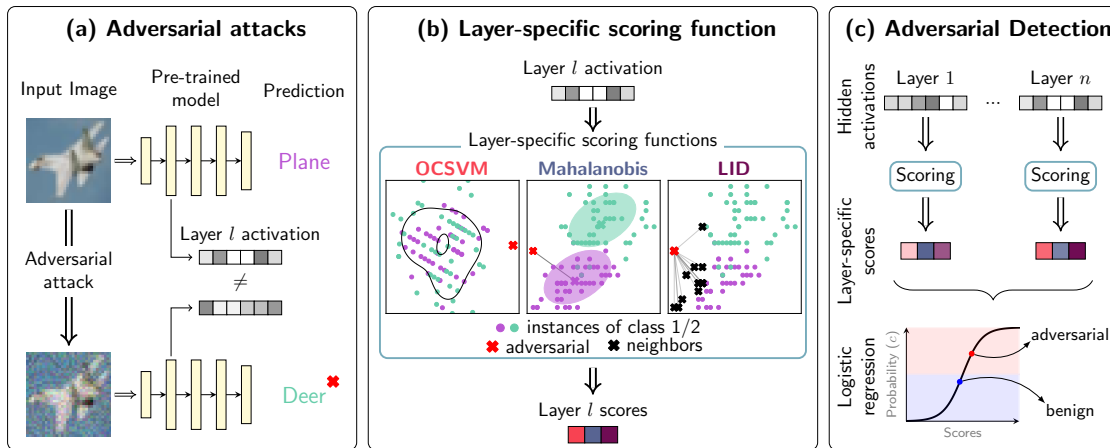 (a) Adversarial attacks
Input Image
Pre-trained
model
Prediction
Plane
Layer l activation
≠
Adversarial
attack
Deer
(b) Layer-specific scoring function
Layer l activation
Layer-specific scoring functions
OCSVM
Mahalanobis
LID
instances of class 1/2
adversarial
neighbors
Layer l scores
(c) Adversarial Detection
Hidden
activations
Layer 1
...
Layer n
Scoring
Scoring
Layer-specific
scores
Logistic
regression
Probability (c)
adversarial
benign
Scores